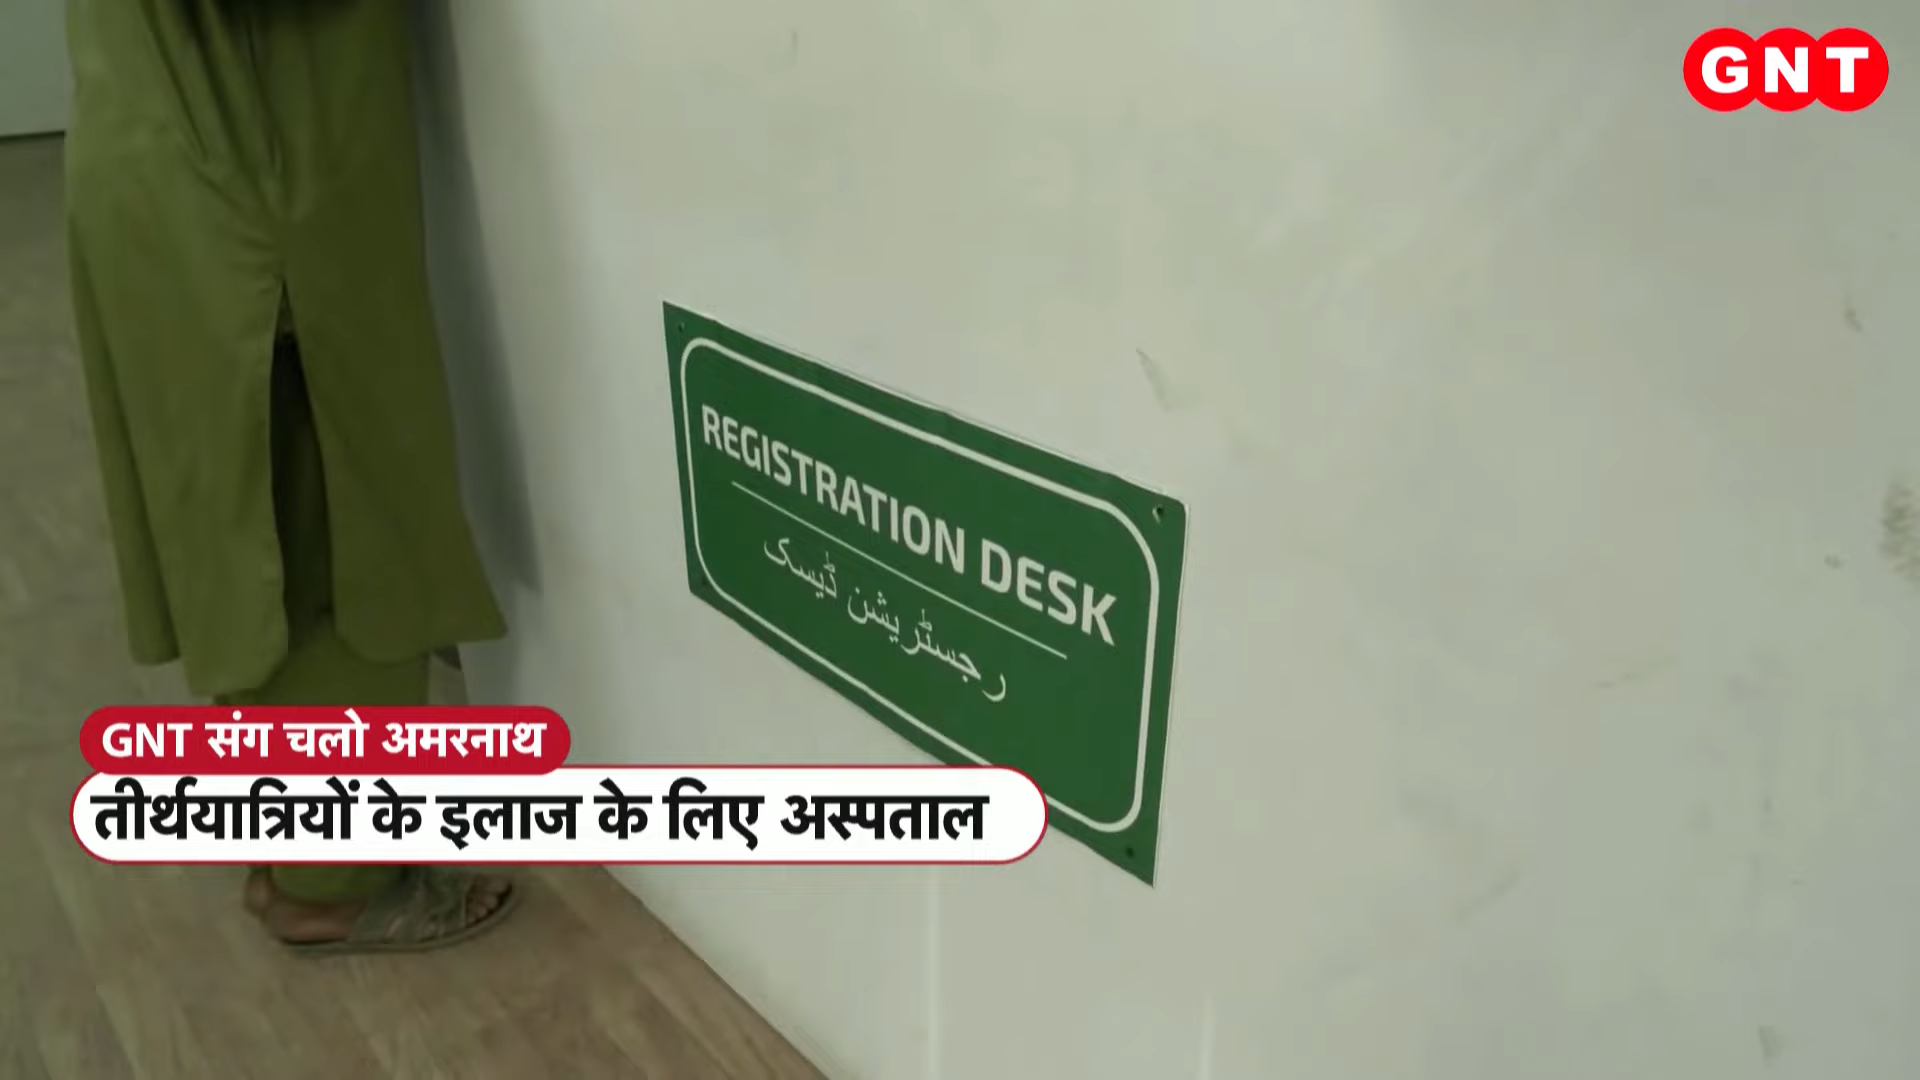 GNT
REGISTRATION DESK
رجسٹریشن ڈیسک
GNT संग चलो अमरनाथ
तीर्थयात्रियों के इलाज के लिए अस्पताल